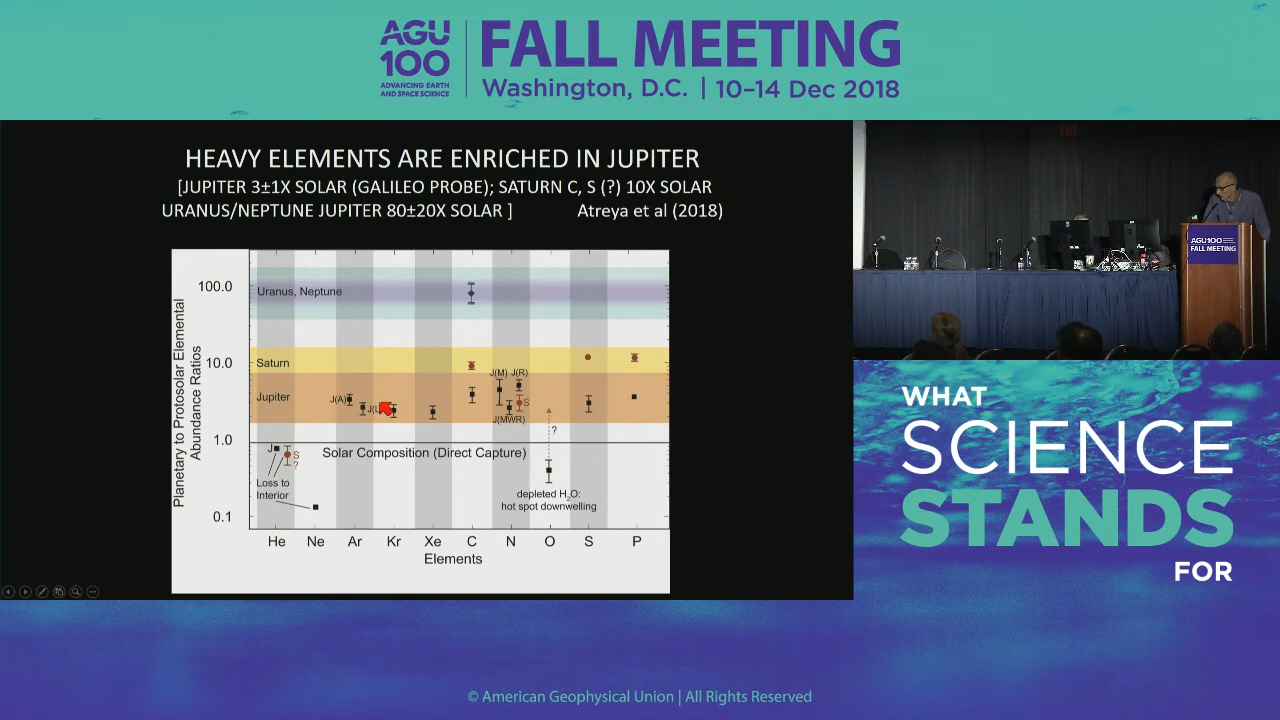 AGU
100
ADVANCING EARTH
AND SPACE SCIENCE
FALL MEETING
Washington, D.C. | 10–14 Dec 2018
HEAVY ELEMENTS ARE ENRICHED IN JUPITER
[JUPITER 3±1X SOLAR (GALILEO PROBE); SATURN C, S (?) 10X SOLAR
URANUS/NEPTUNE JUPITER 80±20X SOLAR ] Atreya et al (2018)
Planetary to Protosolar Elemental
Abundance Ratios
100.0
10.0
1.0
0.1
Uranus, Neptune
Saturn
Jupiter
J(A)
J(L
J(M) J(R)
S
J(MWR)
?
J
S
?
Loss to
Interior
Solar Composition (Direct Capture)
depleted H₂O:
hot spot downwelling
He Ne Ar Kr Xe C N O S P
Elements
AGU100
FALL MEETING
WHAT
SCIENCE
STANDS
FOR
© American Geophysical Union | All Rights Reserved